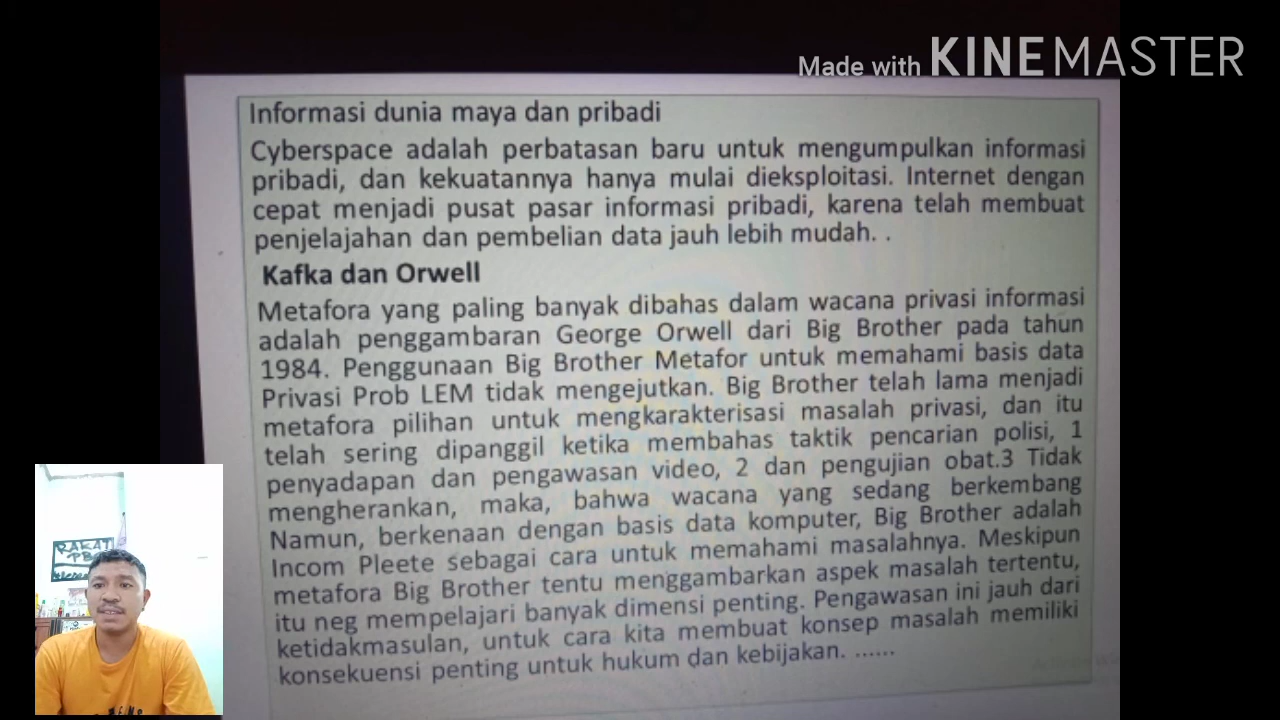 Made with KINEMASTER
Informasi dunia maya dan pribadi
Cyberspace adalah perbatasan baru untuk mengumpulkan informasi
pribadi, dan kekuatannya hanya mulai dieksploitasi. Internet dengan
cepat menjadi pusat pasar informasi pribadi, karena telah membuat
penjelajahan dan pembelian data jauh lebih mudah. .
Kafka dan Orwell
Metafora yang paling banyak dibahas dalam wacana privasi informasi
adalah penggambaran George Orwell dari Big Brother pada tahun
1984. Penggunaan Big Brother Metafor untuk memahami basis data
Privasi Prob LEM tidak mengejutkan. Big Brother telah lama menjadi
metafora pilihan untuk mengkarakterisasi masalah privasi, dan itu
telah sering dipanggil ketika membahas taktik pencarian polisi, 1
penyadapan dan pengawasan video, 2 dan pengujian obat.3 Tidak
mengherankan, maka, bahwa wacana yang sedang berkembang
Namun, berkenaan dengan basis data komputer, Big Brother adalah
Incom Pleete sebagai cara untuk memahami masalahnya. Meskipun
metafora Big Brother tentu menggambarkan aspek masalah tertentu,
itu neg mempelajari banyak dimensi penting. Pengawasan ini jauh dari
ketidakmasulan, untuk cara kita membuat konsep masalah memiliki
konsekuensi penting untuk hukum dan kebijakan. ......
RAKAT